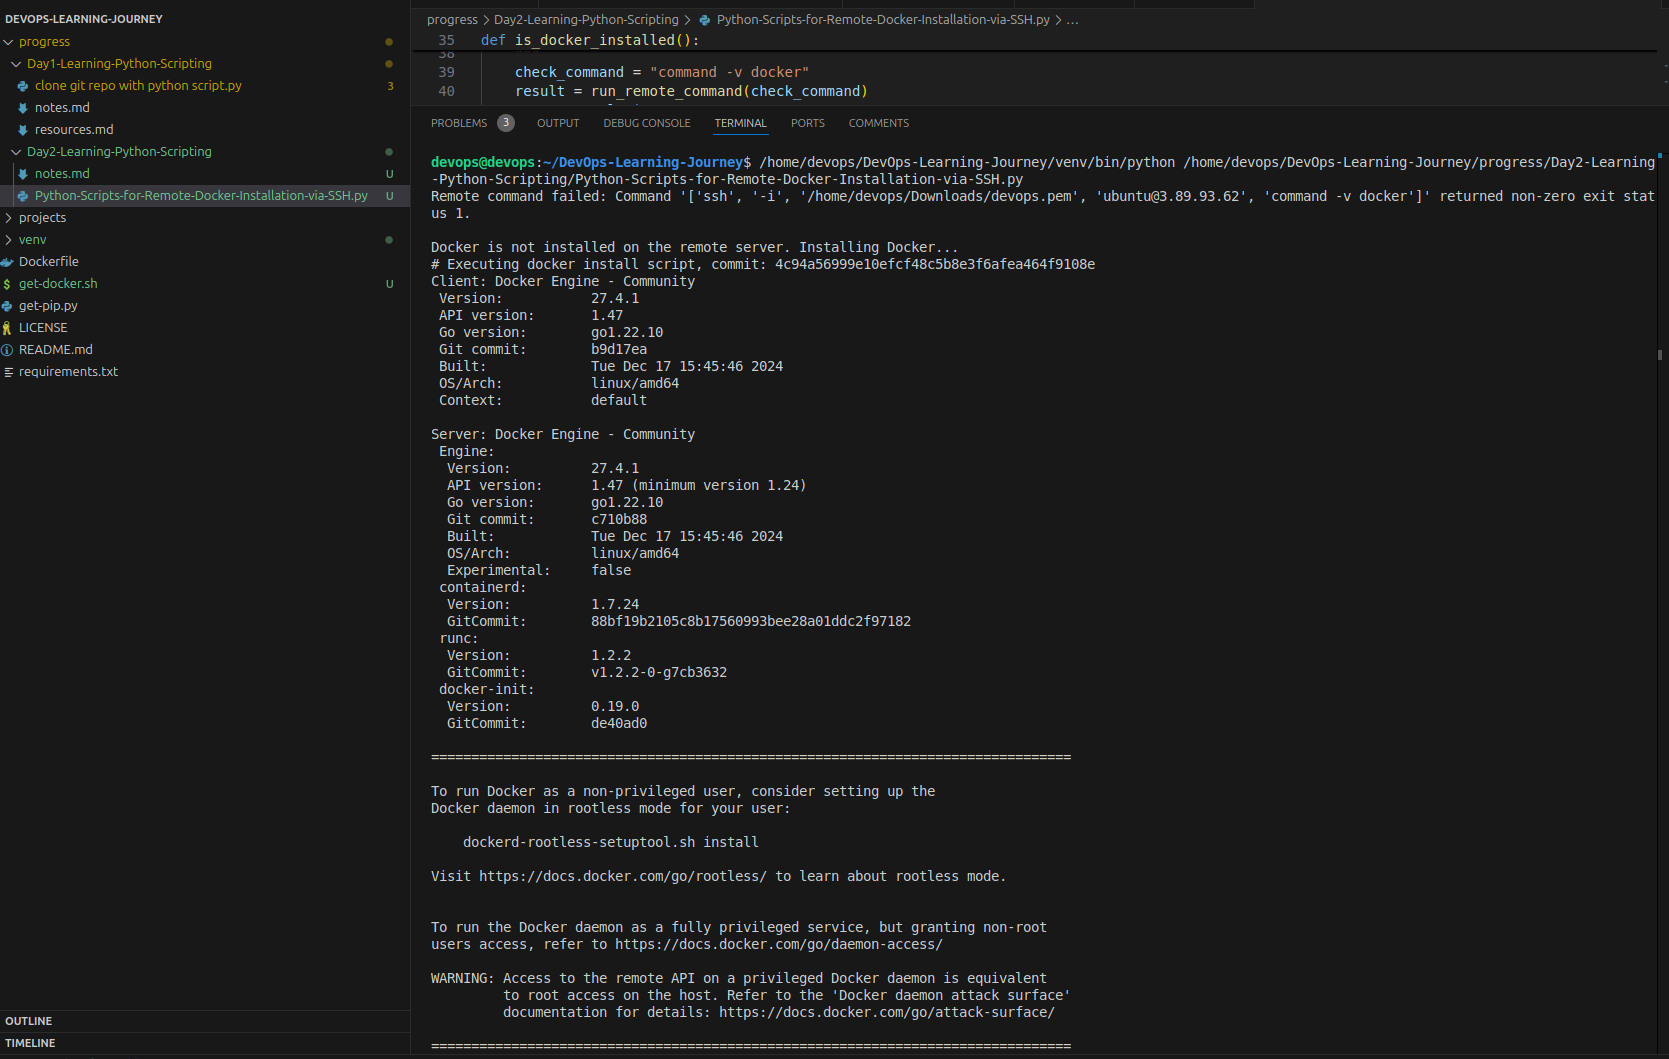 DEVOPS-LEARNING-JOURNEY
progress
Day1-Learning-Python-Scripting
clone git repo with python script.py 3
notes.md
resources.md
Day2-Learning-Python-Scripting
notes.md U
Python-Scripts-for-Remote-Docker-Installation-via-SSH.py U
projects
venv
Dockerfile
get-docker.sh U
get-pip.py
LICENSE
README.md
requirements.txt
OUTLINE
TIMELINE
progress > Day2-Learning-Python-Scripting > Python-Scripts-for-Remote-Docker-Installation-via-SSH.py > ...
35 def is_docker_installed():
38
39 check_command = "command -v docker"
40 result = run_remote_command(check_command)
PROBLEMS 3 OUTPUT DEBUG CONSOLE TERMINAL PORTS COMMENTS
devops@devops:~/DevOps-Learning-Journey$ /home/devops/DevOps-Learning-Journey/venv/bin/python /home/devops/DevOps-Learning-Journey/progress/Day2-Learning
-Python-Scripting/Python-Scripts-for-Remote-Docker-Installation-via-SSH.py
Remote command failed: Command '['ssh', '-i', '/home/devops/Downloads/devops.pem', 'ubuntu@3.89.93.62', 'command -v docker']' returned non-zero exit stat
us 1.
Docker is not installed on the remote server. Installing Docker...
# Executing docker install script, commit: 4c94a56999e10efcf48c5b8e3f6afea464f9108e
Client: Docker Engine - Community
Version: 27.4.1
API version: 1.47
Go version: go1.22.10
Git commit: b9d17ea
Built: Tue Dec 17 15:45:46 2024
OS/Arch: linux/amd64
Context: default
Server: Docker Engine - Community
Engine:
Version: 27.4.1
API version: 1.47 (minimum version 1.24)
Go version: go1.22.10
Git commit: c710b88
Built: Tue Dec 17 15:45:46 2024
OS/Arch: linux/amd64
Experimental: false
containerd:
Version: 1.7.24
GitCommit: 88bf19b2105c8b17560993bee28a01ddc2f97182
runc:
Version: 1.2.2
GitCommit: v1.2.2-0-g7cb3632
docker-init:
Version: 0.19.0
GitCommit: de40ad0
================================================================================
To run Docker as a non-privileged user, consider setting up the
Docker daemon in rootless mode for your user:
dockerd-rootless-setuptool.sh install
Visit https://docs.docker.com/go/rootless/ to learn about rootless mode.
To run the Docker daemon as a fully privileged service, but granting non-root
users access, refer to https://docs.docker.com/go/daemon-access/
WARNING: Access to the remote API on a privileged Docker daemon is equivalent
to root access on the host. Refer to the 'Docker daemon attack surface'
documentation for details: https://docs.docker.com/go/attack-surface/
================================================================================